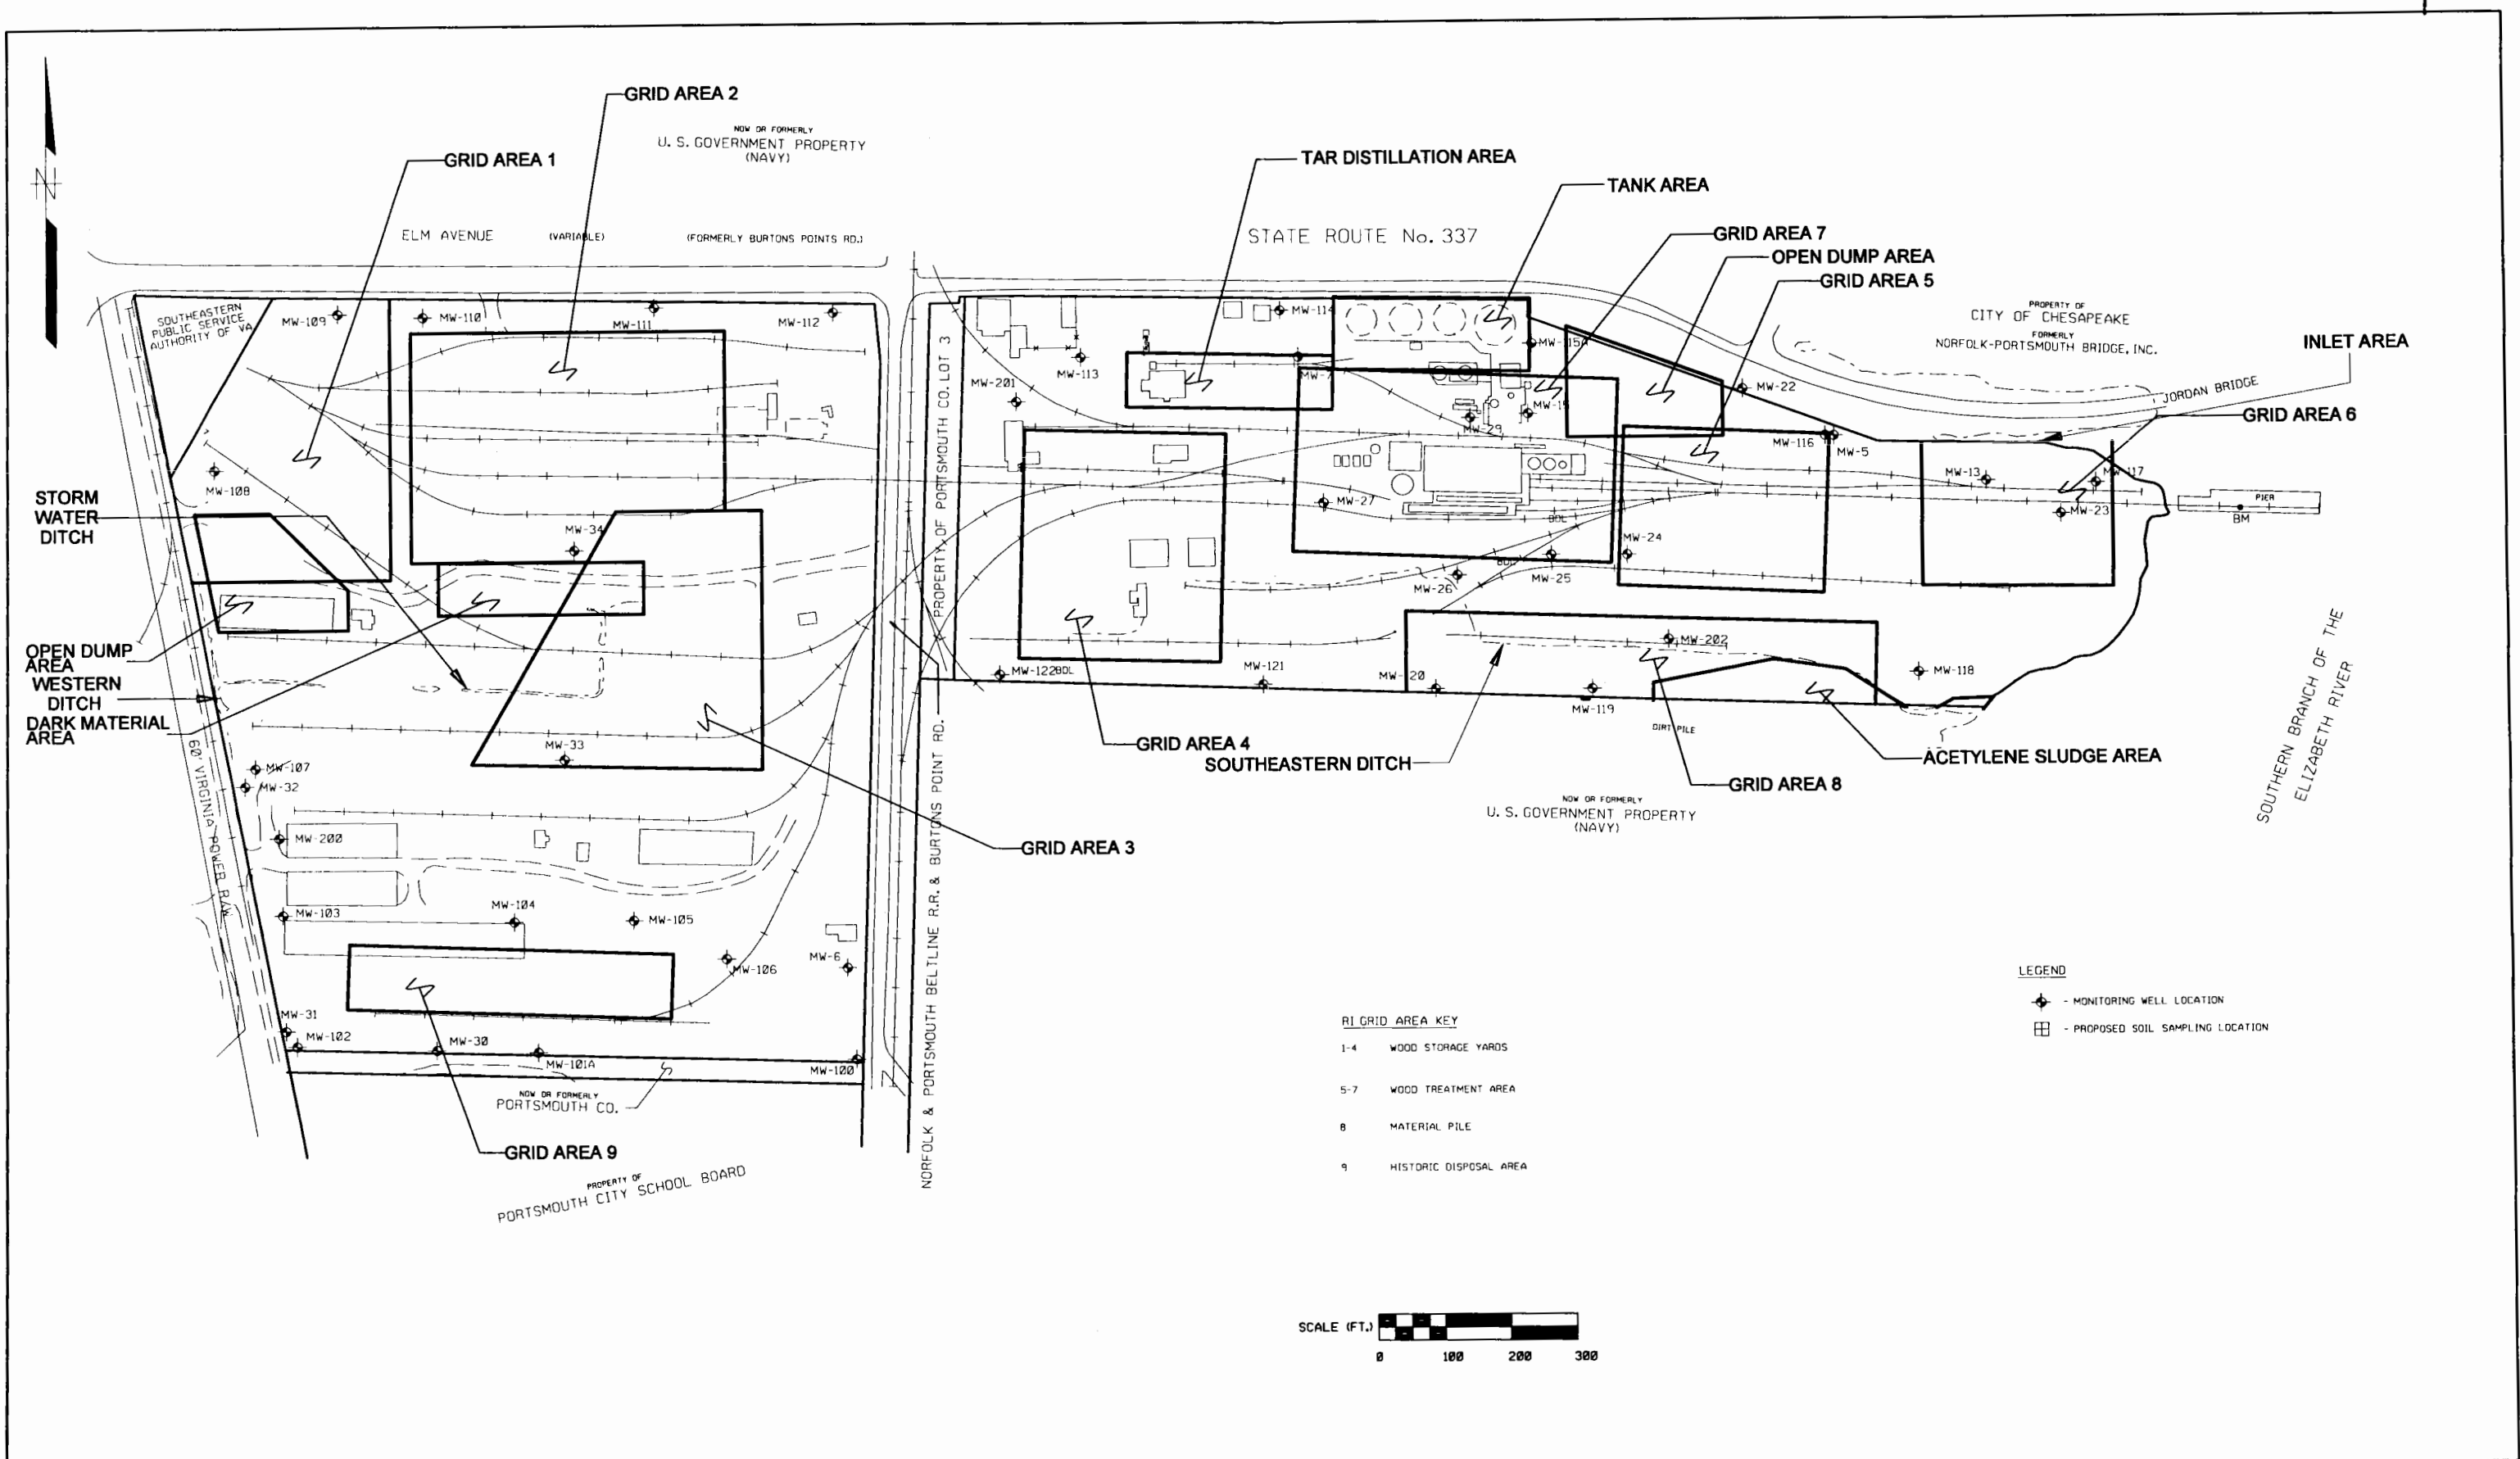 GRID AREA 2
NOW OR FORMERLY
U. S. GOVERNMENT PROPERTY
(NAVY)
GRID AREA 1
TAR DISTILLATION AREA
TANK AREA
N
ELM AVENUE
(VARIABLE)
(FORMERLY BURTONS POINTS RD.)
STATE ROUTE No. 337
GRID AREA 7
OPEN DUMP AREA
GRID AREA 5
PROPERTY OF
CITY OF CHESAPEAKE
FORMERLY
NORFOLK-PORTSMOUTH BRIDGE, INC.
INLET AREA
JORDAN BRIDGE
GRID AREA 6
SOUTHEASTERN
PUBLIC SERVICE
AUTHORITY OF VA.
MW-109
MW-110
MW-111
MW-112
MW-114
MW-115A
MW-113
MW-201
MW-7
MW-22
MW-15
MW-29
MW-116
MW-5
MW-13
MW-117
MW-108
STORM
WATER
DITCH
MW-34
MW-27
BOL
MW-23
PIER
BM
MW-24
BOL
MW-26
MW-25
OPEN DUMP
AREA
WESTERN
DITCH
DARK MATERIAL
AREA
MW-202
MW-122
BOL
MW-121
MW-120
MW-119
MW-118
DIRT PILE
GRID AREA 4
SOUTHEASTERN DITCH
ACETYLENE SLUDGE AREA
GRID AREA 8
MW-33
MW-107
MW-32
NOW OR FORMERLY
U. S. GOVERNMENT PROPERTY
(NAVY)
SOUTHERN BRANCH OF THE
ELIZABETH RIVER
60' VIRGINIA POWER R/W
PROPERTY OF PORTSMOUTH CO. LOT 3
NORFOLK & PORTSMOUTH BELTLINE R.R. & BURTONS POINT RD.
MW-200
GRID AREA 3
MW-103
MW-104
MW-105
MW-106
MW-6
MW-31
MW-102
MW-30
MW-101A
MW-100
NOW OR FORMERLY
PORTSMOUTH CO.
GRID AREA 9
PROPERTY OF
PORTSMOUTH CITY SCHOOL BOARD
RI GRID AREA KEY
1-4 WOOD STORAGE YARDS
5-7 WOOD TREATMENT AREA
8 MATERIAL PILE
9 HISTORIC DISPOSAL AREA
LEGEND
- MONITORING WELL LOCATION
- PROPOSED SOIL SAMPLING LOCATION
SCALE (FT.)
0 100 200 300